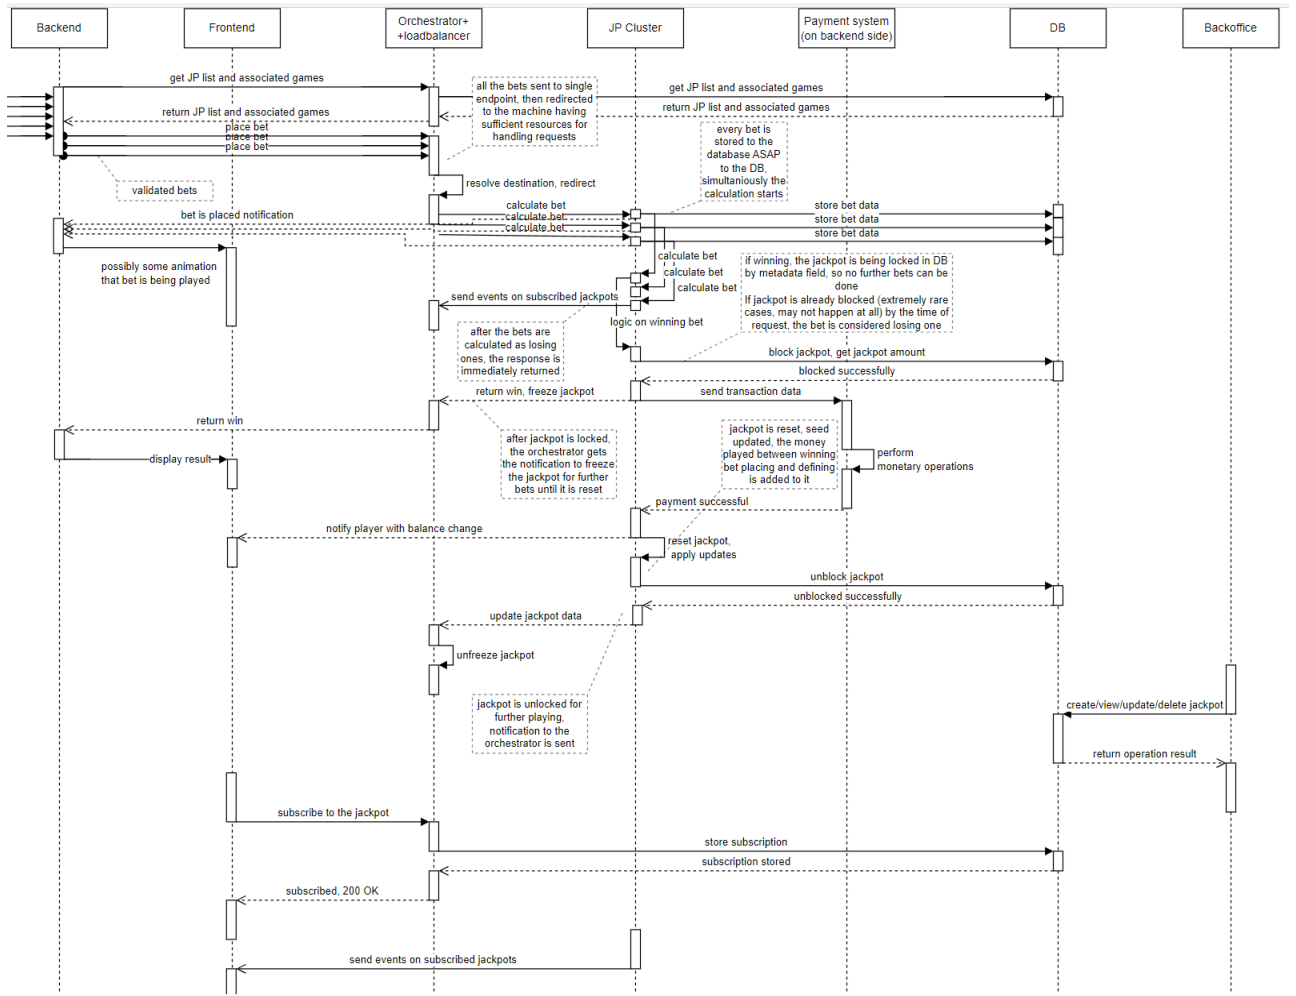 Backend
Frontend
Orchestrator+
+loadbalancer
JP Cluster
Payment system
(on backend side)
DB
Backoffice
get JP list and associated games
all the bets sent to single
endpoint, then redirected
to the machine having
sufficient resources for
handling requests
get JP list and associated games
return JP list and associated games
return JP list and associated games
place bet
place bet
place bet
every bet is
stored to the
database ASAP
to the DB,
simultaniously the
calculation starts
validated bets
resolve destination, redirect
bet is placed notification
calculate bet
calculate bet
calculate bet
store bet data
store bet data
store bet data
possibly some animation
that bet is being played
calculate bet
calculate bet
calculate bet
if winning, the jackpot is being locked in DB
by metadata field, so no further bets can be
done
If jackpot is already blocked (extremely rare
cases, may not happen at all) by the time of
request, the bet is considered losing one
send events on subscribed jackpots
logic on winning bet
after the bets are
calculated as losing
ones, the response is
immediately returned
block jackpot, get jackpot amount
blocked successfully
return win, freeze jackpot
send transaction data
return win
jackpot is reset, seed
updated, the money
played between winning
bet placing and defining
is added to it
after jackpot is locked,
the orchestrator gets
the notification to freeze
the jackpot for further
bets until it is reset
display result
perform
monetary operations
payment successful
notify player with balance change
reset jackpot,
apply updates
unblock jackpot
unblocked successfully
update jackpot data
unfreeze jackpot
jackpot is unlocked for
further playing,
notification to the
orchestrator is sent
create/view/update/delete jackpot
return operation result
subscribe to the jackpot
store subscription
subscription stored
subscribed, 200 OK
send events on subscribed jackpots